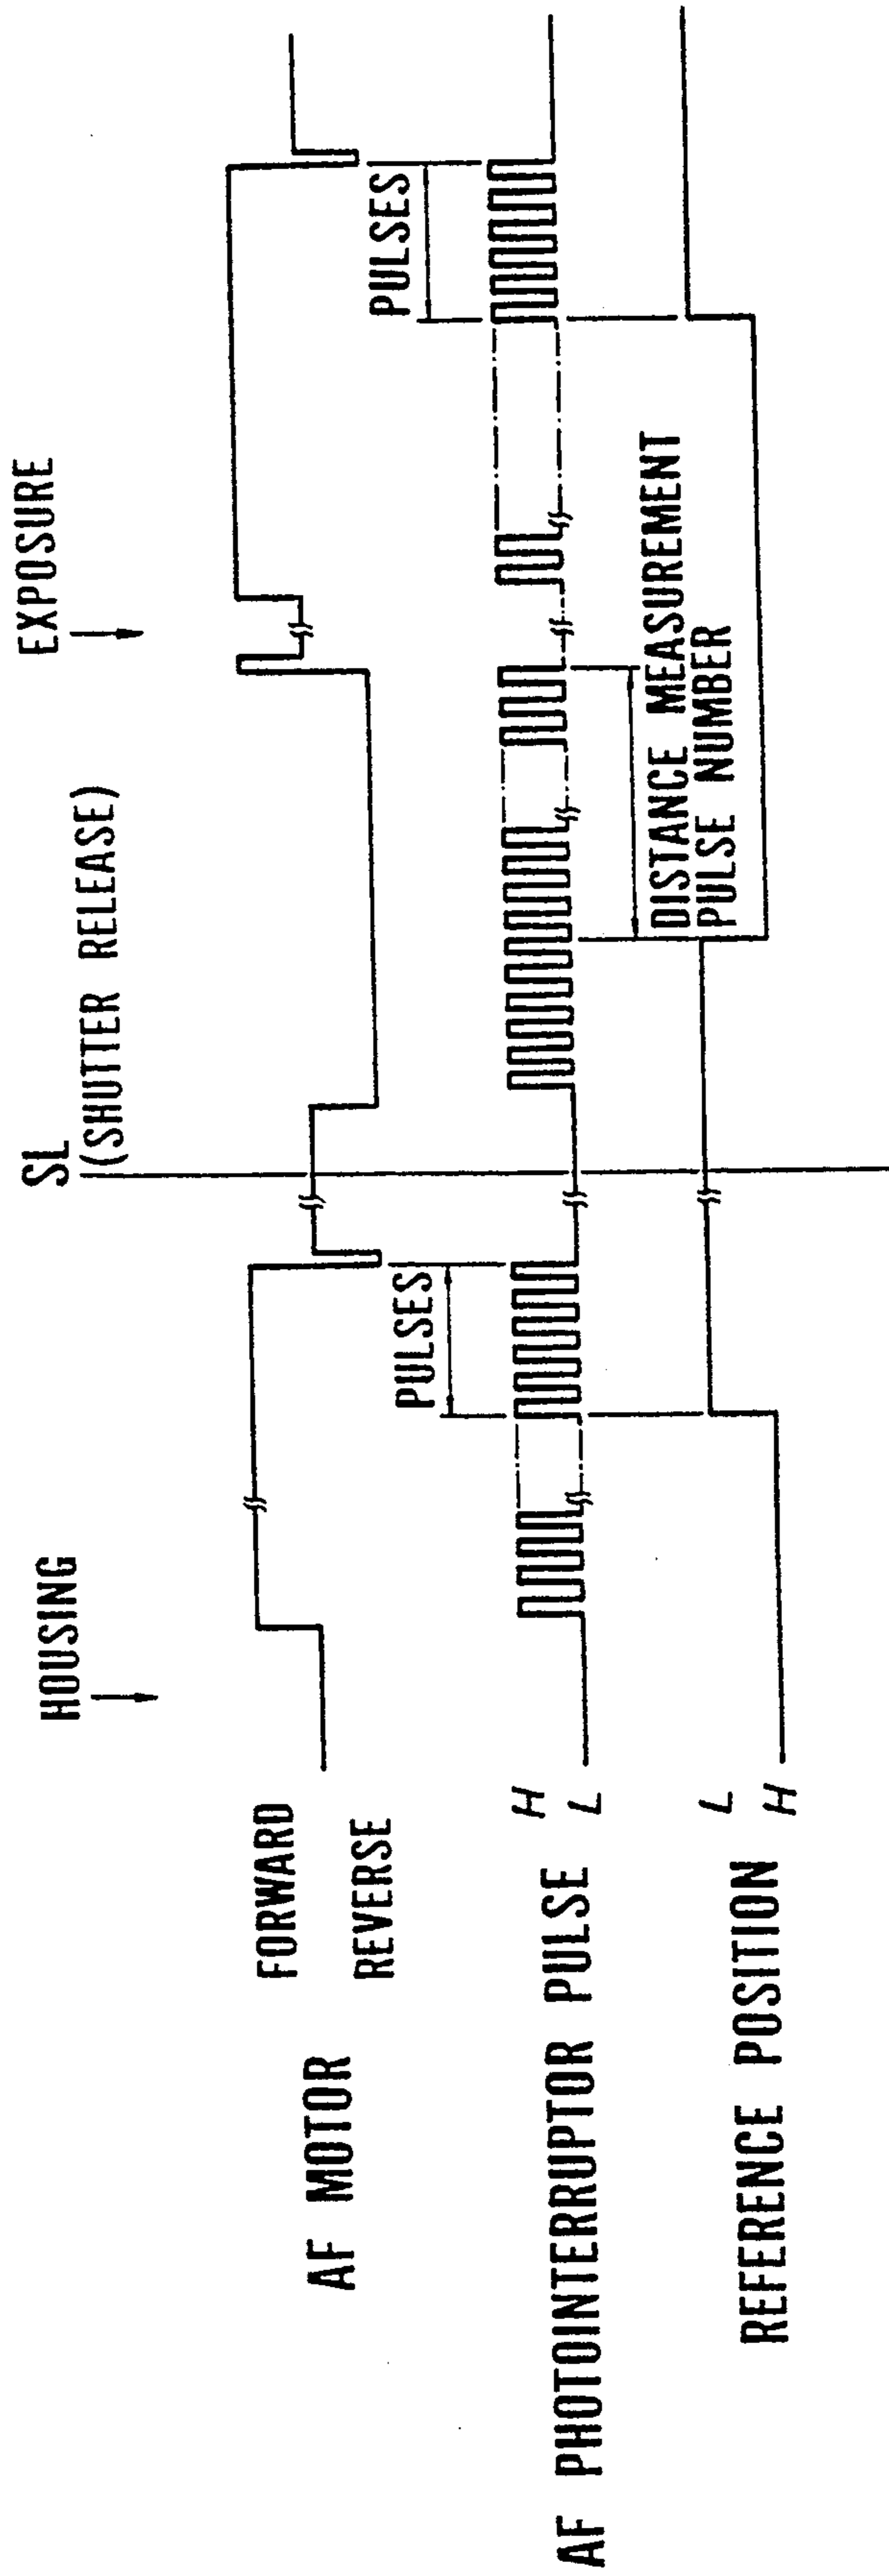 HOUSING
SL
(SHUTTER RELEASE)
EXPOSURE
AF MOTOR
FORWARD
REVERSE
PULSES
PULSES
AF PHOTOINTERRUPTOR PULSE
H
L
DISTANCE MEASUREMENT
PULSE NUMBER
REFERENCE POSITION
L
H